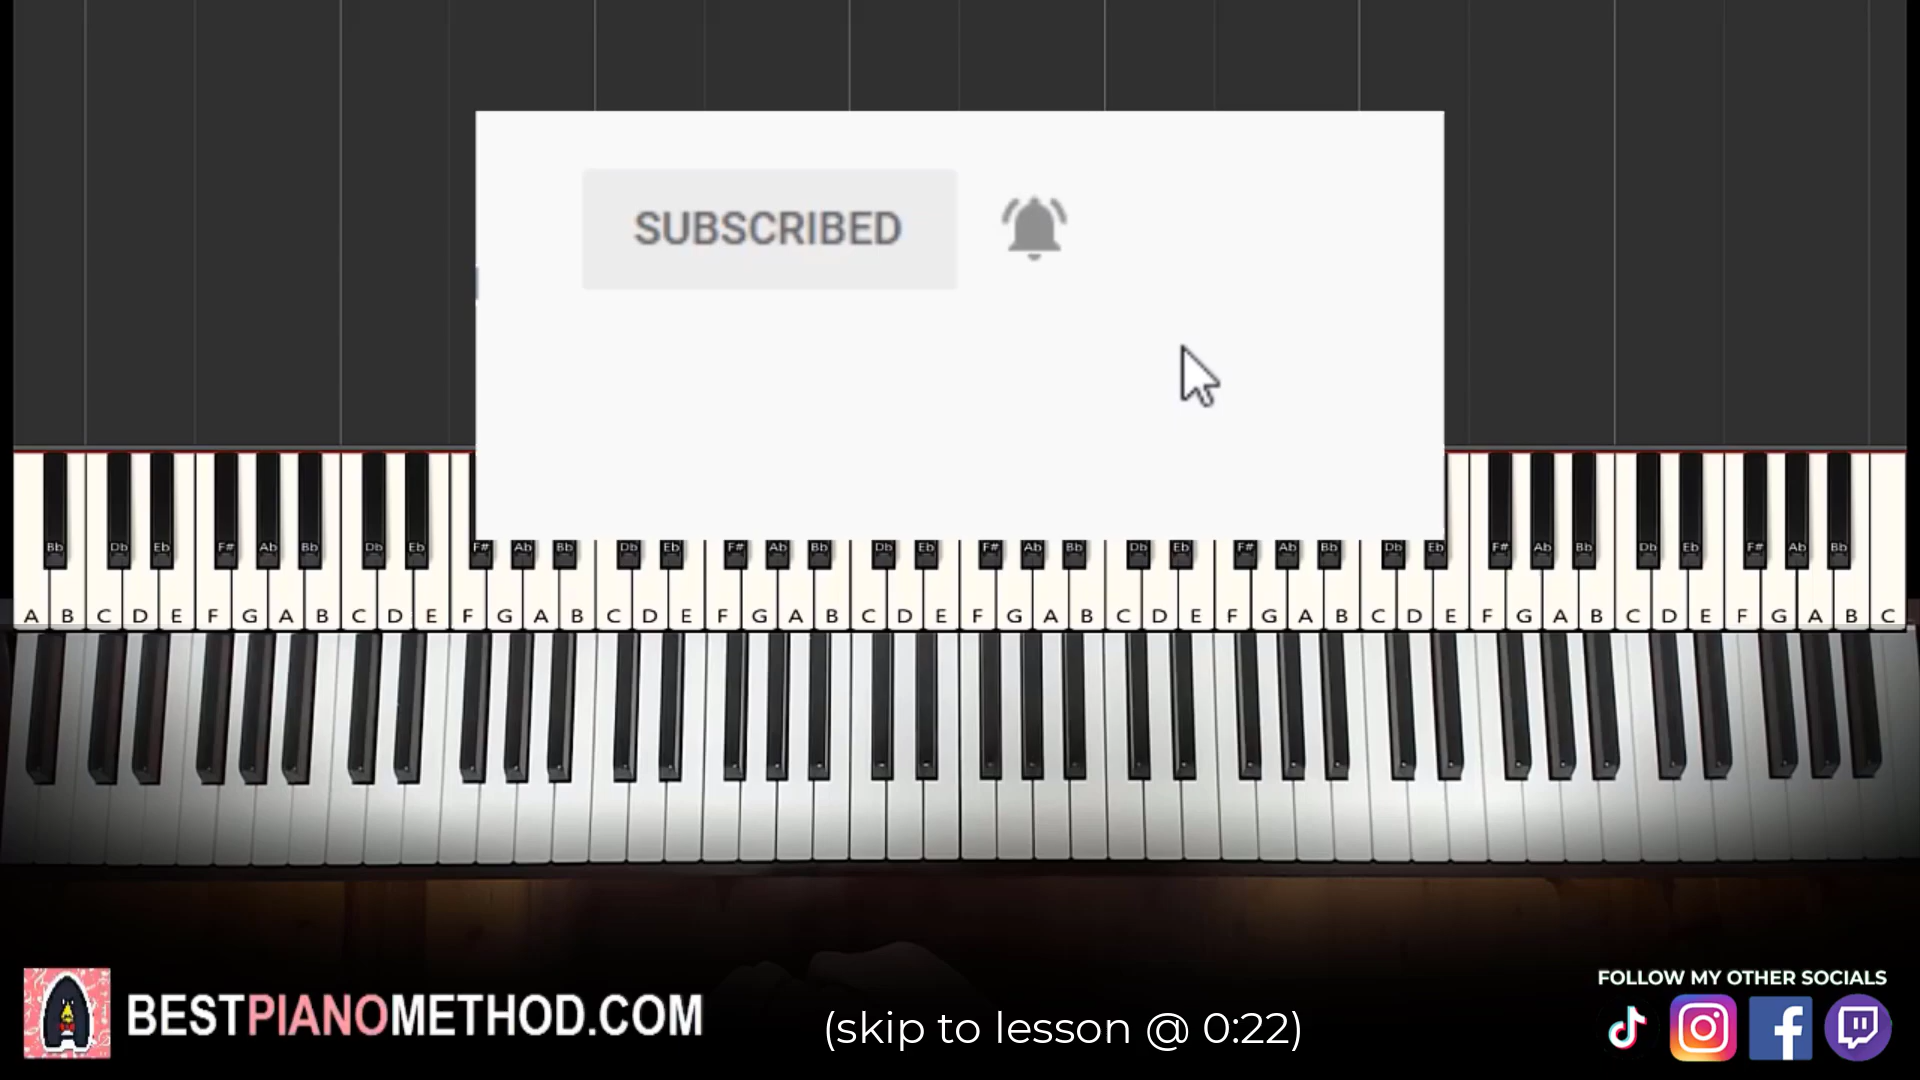 SUBSCRIBED
Bb Db Eb F# Ab Bb Db Eb F# Ab Bb Db Eb F# Ab Bb Db Eb F# Ab Bb Db Eb F# Ab Bb Db Eb F# Ab Bb Db Eb F# Ab Bb
A B C D E F G A B C D E F G A B C D E F G A B C D E F G A B C D E F G A B C D E F G A B C D E F G A B C
FOLLOW MY OTHER SOCIALS
BESTPIANOMETHOD.COM
(skip to lesson @ 0:22)